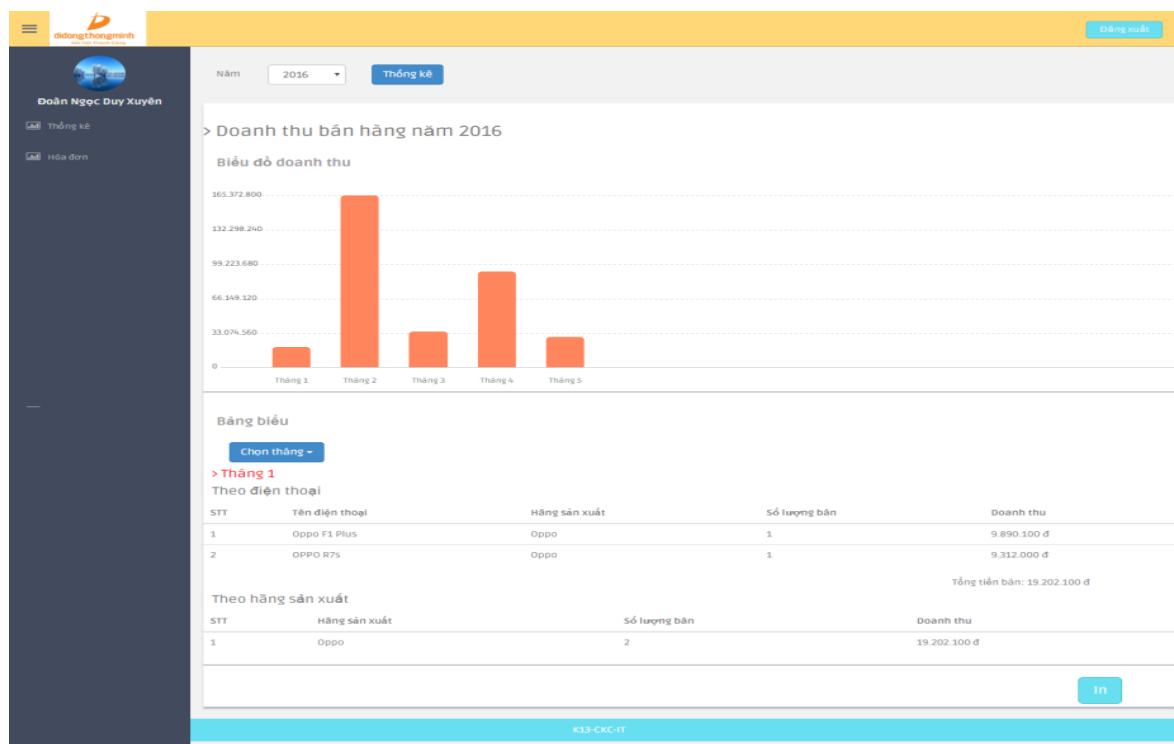 didongthongminh
Đăng xuất
Đoàn Ngọc Duy Xuyên
Thống kê
Hóa đơn
Năm 2016 Thống kê
> Doanh thu bán hàng năm 2016
Biểu đồ doanh thu
165.372.800
132.298.240
99.223.680
66.149.120
33.074.560
0
Tháng 1 Tháng 2 Tháng 3 Tháng 4 Tháng 5
Bảng biểu
Chọn tháng
> Tháng 1
Theo điện thoại
STT Tên điện thoại Hãng sản xuất Số lượng bán Doanh thu
1 Oppo F1 Plus Oppo 1 9.890.100 đ
2 OPPO R7s Oppo 1 9.312.000 đ
Tổng tiền bán: 19.202.100 đ
Theo hãng sản xuất
STT Hãng sản xuất Số lượng bán Doanh thu
1 Oppo 2 19.202.100 đ
In
K13-CKC-IT